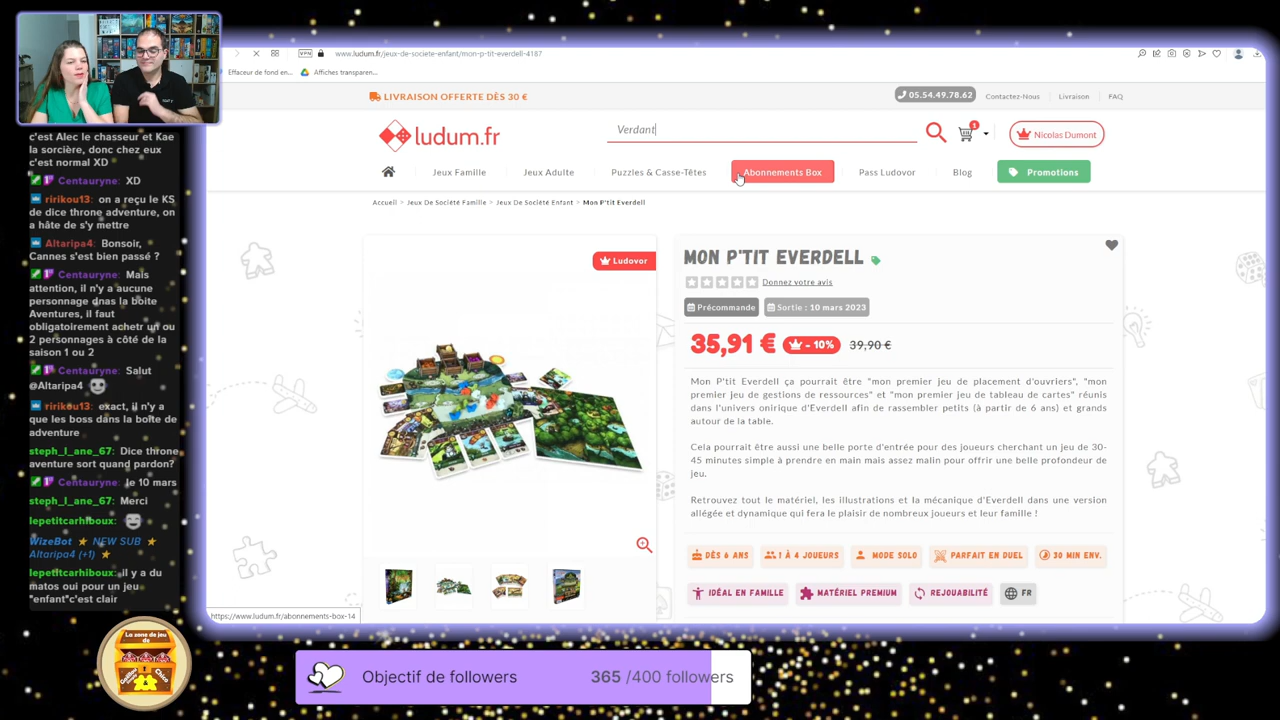 www.ludum.fr/jeux-de-societe-enfant/mon-p-tit-everdell-4187
VPN
Effaceur de fond en...
Affiches transparen...
LIVRAISON OFFERTE DÈS 30 €
05.54.49.78.62
Contactez-Nous
Livraison
FAQ
ludum.fr
Verdant
1
Nicolas Dumont
Jeux Famille
Jeux Adulte
Puzzles & Casse-Têtes
Abonnements Box
Pass Ludovor
Blog
Promotions
Accueil > Jeux De Société Famille > Jeux De Société Enfant > Mon P'tit Everdell
Ludovor
MON P'TIT EVERDELL
Donnez votre avis
Précommande
Sortie : 10 mars 2023
35,91 €
- 10%
39,90 €
Mon P'tit Everdell ça pourrait être "mon premier jeu de placement d'ouvriers", "mon
premier jeu de gestions de ressources" et "mon premier jeu de tableau de cartes" réunis
dans l'univers onirique d'Everdell afin de rassembler petits (à partir de 6 ans) et grands
autour de la table.
Cela pourrait être aussi une belle porte d'entrée pour des joueurs cherchant un jeu de 30-
45 minutes simple à prendre en main mais assez malin pour offrir une belle profondeur de
jeu.
Retrouvez tout le matériel, les illustrations et la mécanique d'Everdell dans une version
allégée et dynamique qui fera le plaisir de nombreux joueurs et leur famille !
DÈS 6 ANS
1 À 4 JOUEURS
MODE SOLO
PARFAIT EN DUEL
30 MIN ENV.
IDÉAL EN FAMILLE
MATÉRIEL PREMIUM
REJOUABILITÉ
FR
https://www.ludum.fr/abonnements-box-14
c'est Alec le chasseur et Kae
la sorcière, donc chez eux
c'est normal XD
Centauryne: XD
ririkou13: on a reçu le KS
de dice throne adventure, on
a hâte de s'y mettre
Altaripa4: Bonsoir,
Cannes s'est bien passé ?
Centauryne: Mais
attention, il n'y a aucune
personnage dnas la boite
Aventures, il faut
obligatoirement achetr un ou
2 personnages à côté de la
saison 1 ou 2
Centauryne: Salut
@Altaripa4
ririkou13: exact, il n'y a
que les boss dans la boîte de
adventure
steph_l_ane_67: Dice throne
aventure sort quand pardon?
Centauryne: le 10 mars
steph_l_ane_67: Merci
lepetitcarhiboux:
WizeBot ★ NEW SUB ★
Altaripa4 (+1) ★
lepetitcarhiboux: il y a du
matos oui pour un jeu
"enfant"c'est clair
La zone de jeu
de
Chico
Objectif de followers
365 /400 followers